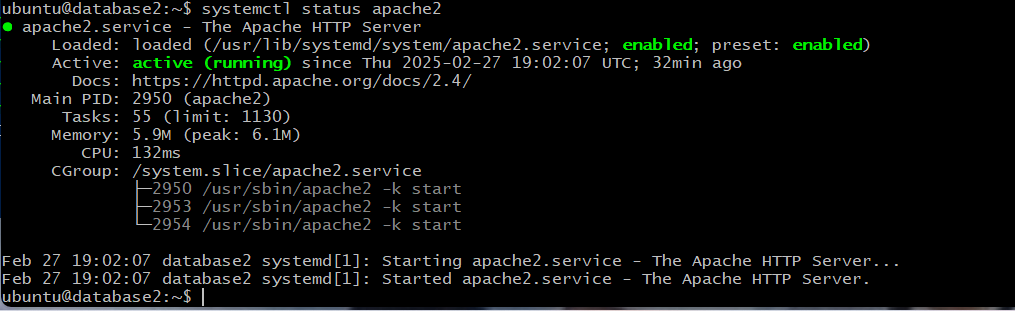 ubuntu@database2:~$ systemctl status apache2
● apache2.service - The Apache HTTP Server
     Loaded: loaded (/usr/lib/systemd/system/apache2.service; enabled; preset: enabled)
     Active: active (running) since Thu 2025-02-27 19:02:07 UTC; 32min ago
       Docs: https://httpd.apache.org/docs/2.4/
   Main PID: 2950 (apache2)
      Tasks: 55 (limit: 1130)
     Memory: 5.9M (peak: 6.1M)
        CPU: 132ms
     CGroup: /system.slice/apache2.service
             ├─2950 /usr/sbin/apache2 -k start
             ├─2953 /usr/sbin/apache2 -k start
             └─2954 /usr/sbin/apache2 -k start
Feb 27 19:02:07 database2 systemd[1]: Starting apache2.service - The Apache HTTP Server...
Feb 27 19:02:07 database2 systemd[1]: Started apache2.service - The Apache HTTP Server.
ubuntu@database2:~$